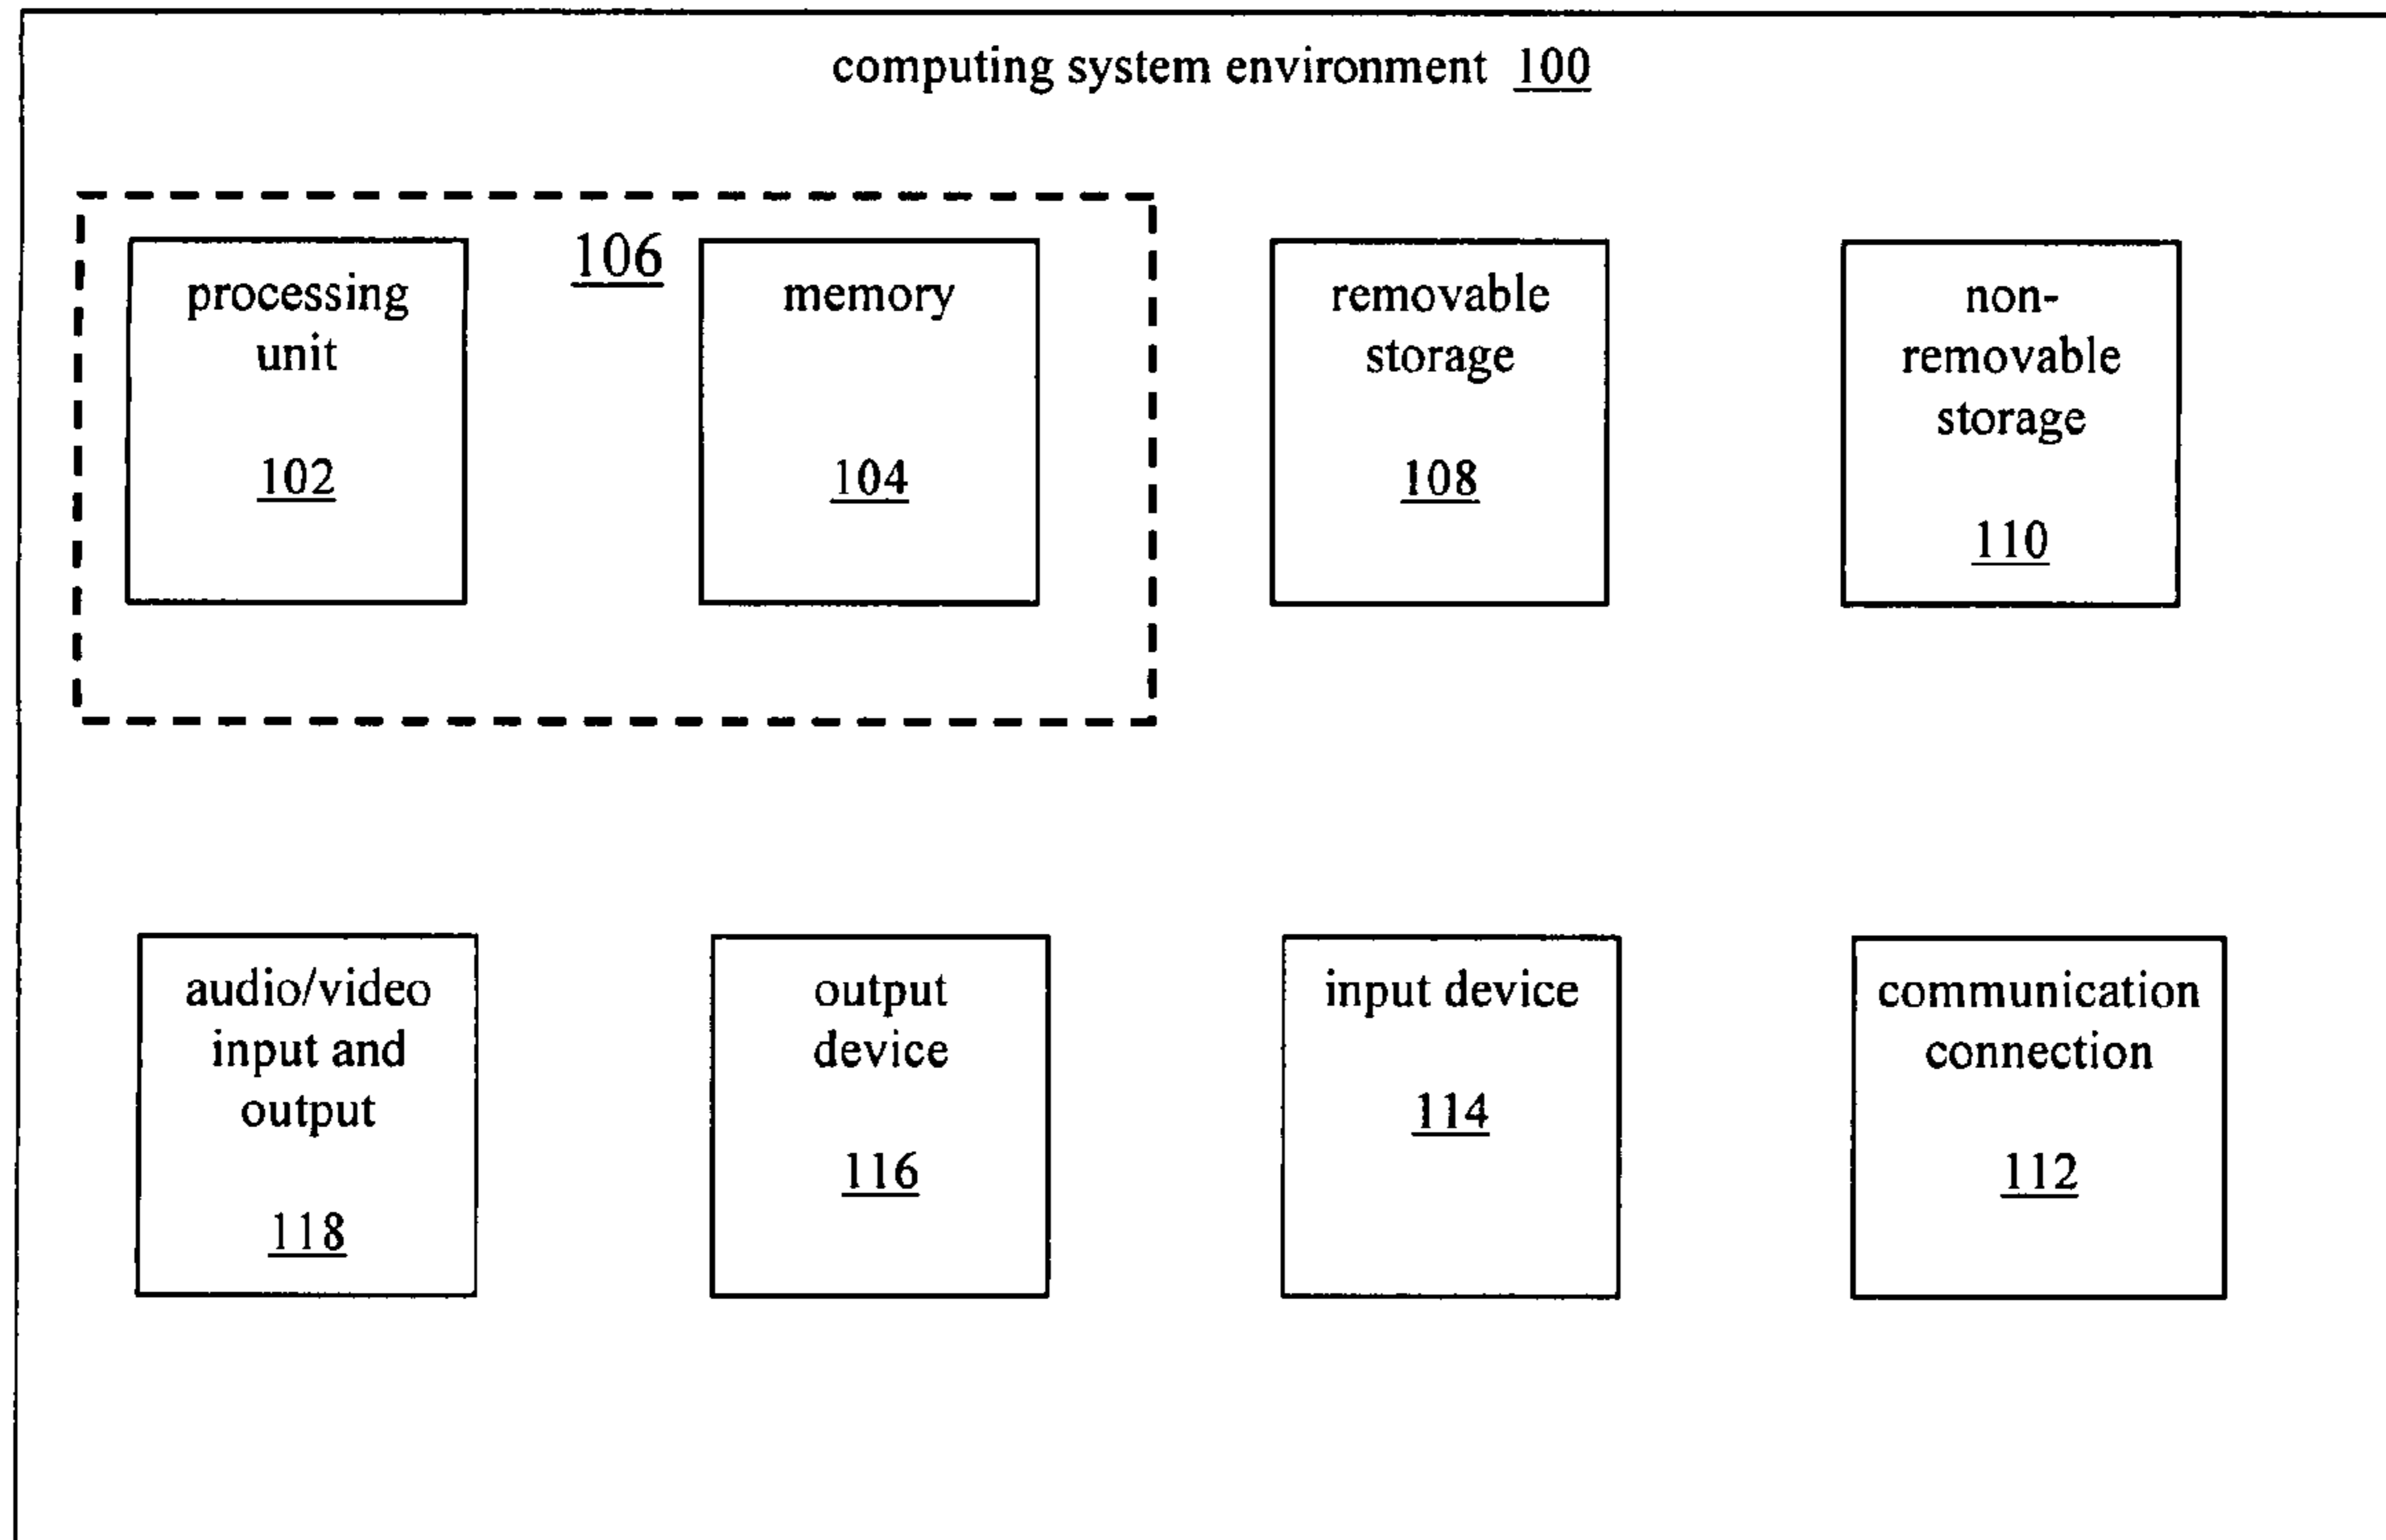 computing system environment 100
106
processing
unit
102
memory
104
removable
storage
108
non-
removable
storage
110
audio/video
input and
output
118
output
device
116
input device
114
communication
connection
112